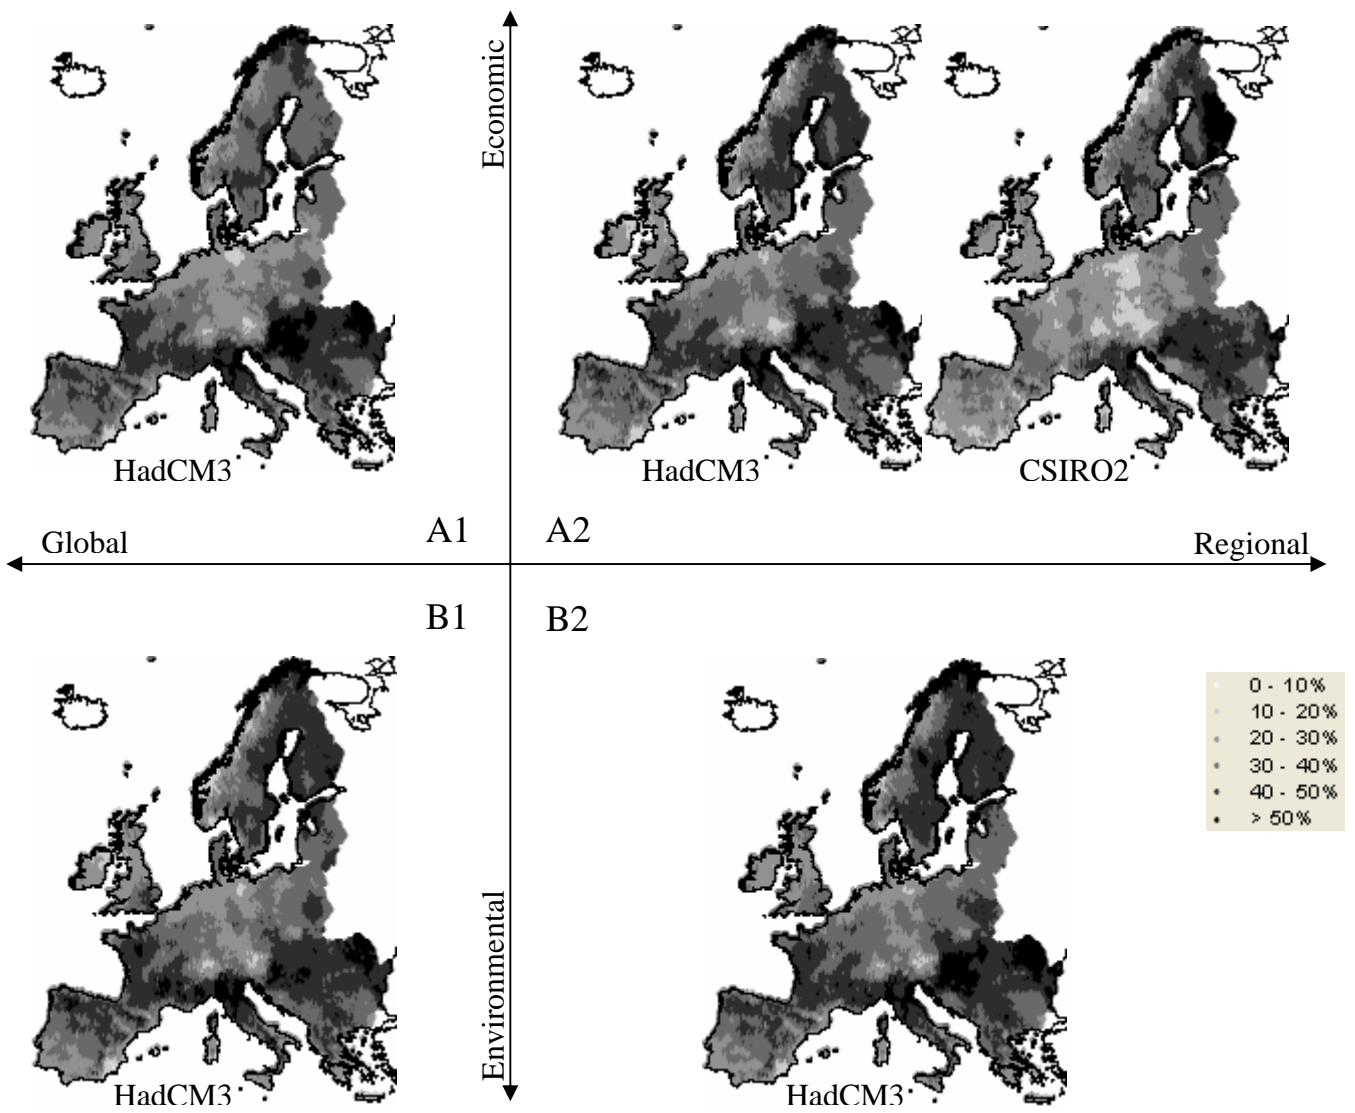 Economic
HadCM3
HadCM3
CSIRO2
A1
A2
Global
Regional
B1
B2
0 - 10%
10 - 20%
20 - 30%
30 - 40%
40 - 50%
> 50%
Environmental
HadCM3
HadCM3